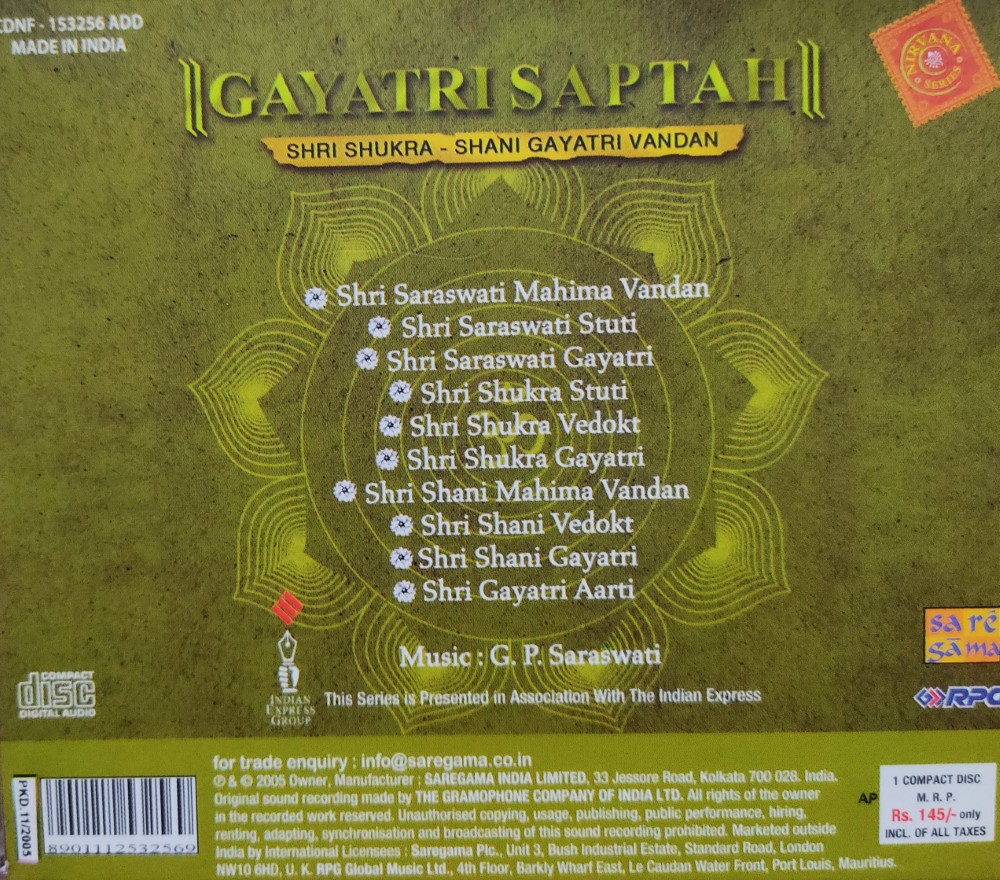 CDNF - 153256 ADD
MADE IN INDIA
NIRVANA
SERIES
||GAYATRI SAPTAH||
SHRI SHUKRA - SHANI GAYATRI VANDAN
Shri Saraswati Mahima Vandan
Shri Saraswati Stuti
Shri Saraswati Gayatri
Shri Shukra Stuti
Shri Shukra Vedokt
Shri Shukra Gayatri
Shri Shani Mahima Vandan
Shri Shani Vedokt
Shri Shani Gayatri
Shri Gayatri Aarti
ॐ
Music : G. P. Saraswati
sa re
gāma
RPG
COMPACT
disc
DIGITAL AUDIO
INDIAN
EXPRESS
GROUP
This Series is Presented in Association With The Indian Express
for trade enquiry : info@saregama.co.in
℗ & © 2005 Owner, Manufacturer : SAREGAMA INDIA LIMITED, 33 Jessore Road, Kolkata 700 028. India.
Original sound recording made by THE GRAMOPHONE COMPANY OF INDIA LTD. All rights of the owner
in the recorded work reserved. Unauthorised copying, usage, publishing, public performance, hiring,
renting, adapting, synchronisation and broadcasting of this sound recording prohibited. Marketed outside
India by International Licensees : Saregama Plc., Unit 3, Bush Industrial Estate, Standard Road, London
NW10 6HD, U. K. RPG Global Music Ltd., 4th Floor, Barkly Wharf East, Le Caudan Water Front, Port Louis, Mauritius.
PKD. 11/2005
8901112532569
AP
1 COMPACT DISC
M. R. P.
Rs. 145/- only
INCL. OF ALL TAXES